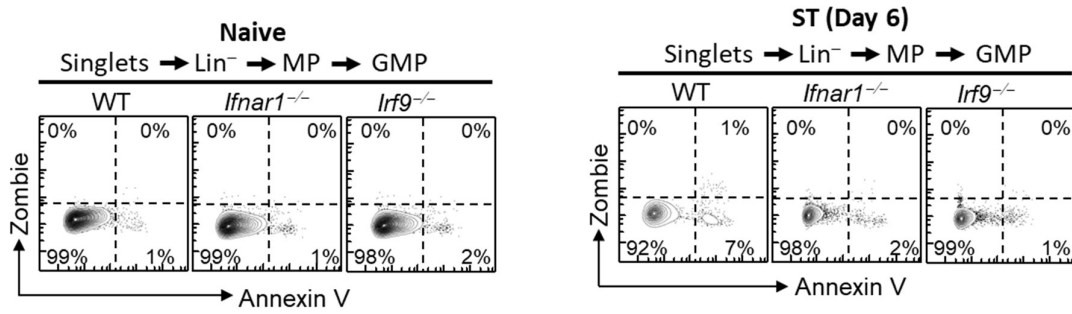 Naive
Singlets → Lin⁻ → MP → GMP
WT Ifnar1⁻/⁻ Irf9⁻/⁻
0% 0% 0% 0% 0% 0%
99% 1% 99% 1% 98% 2%
Zombie
Annexin V
ST (Day 6)
Singlets → Lin⁻ → MP → GMP
WT Ifnar1⁻/⁻ Irf9⁻/⁻
0% 1% 0% 0% 0% 0%
92% 7% 98% 2% 99% 1%
Zombie
Annexin V